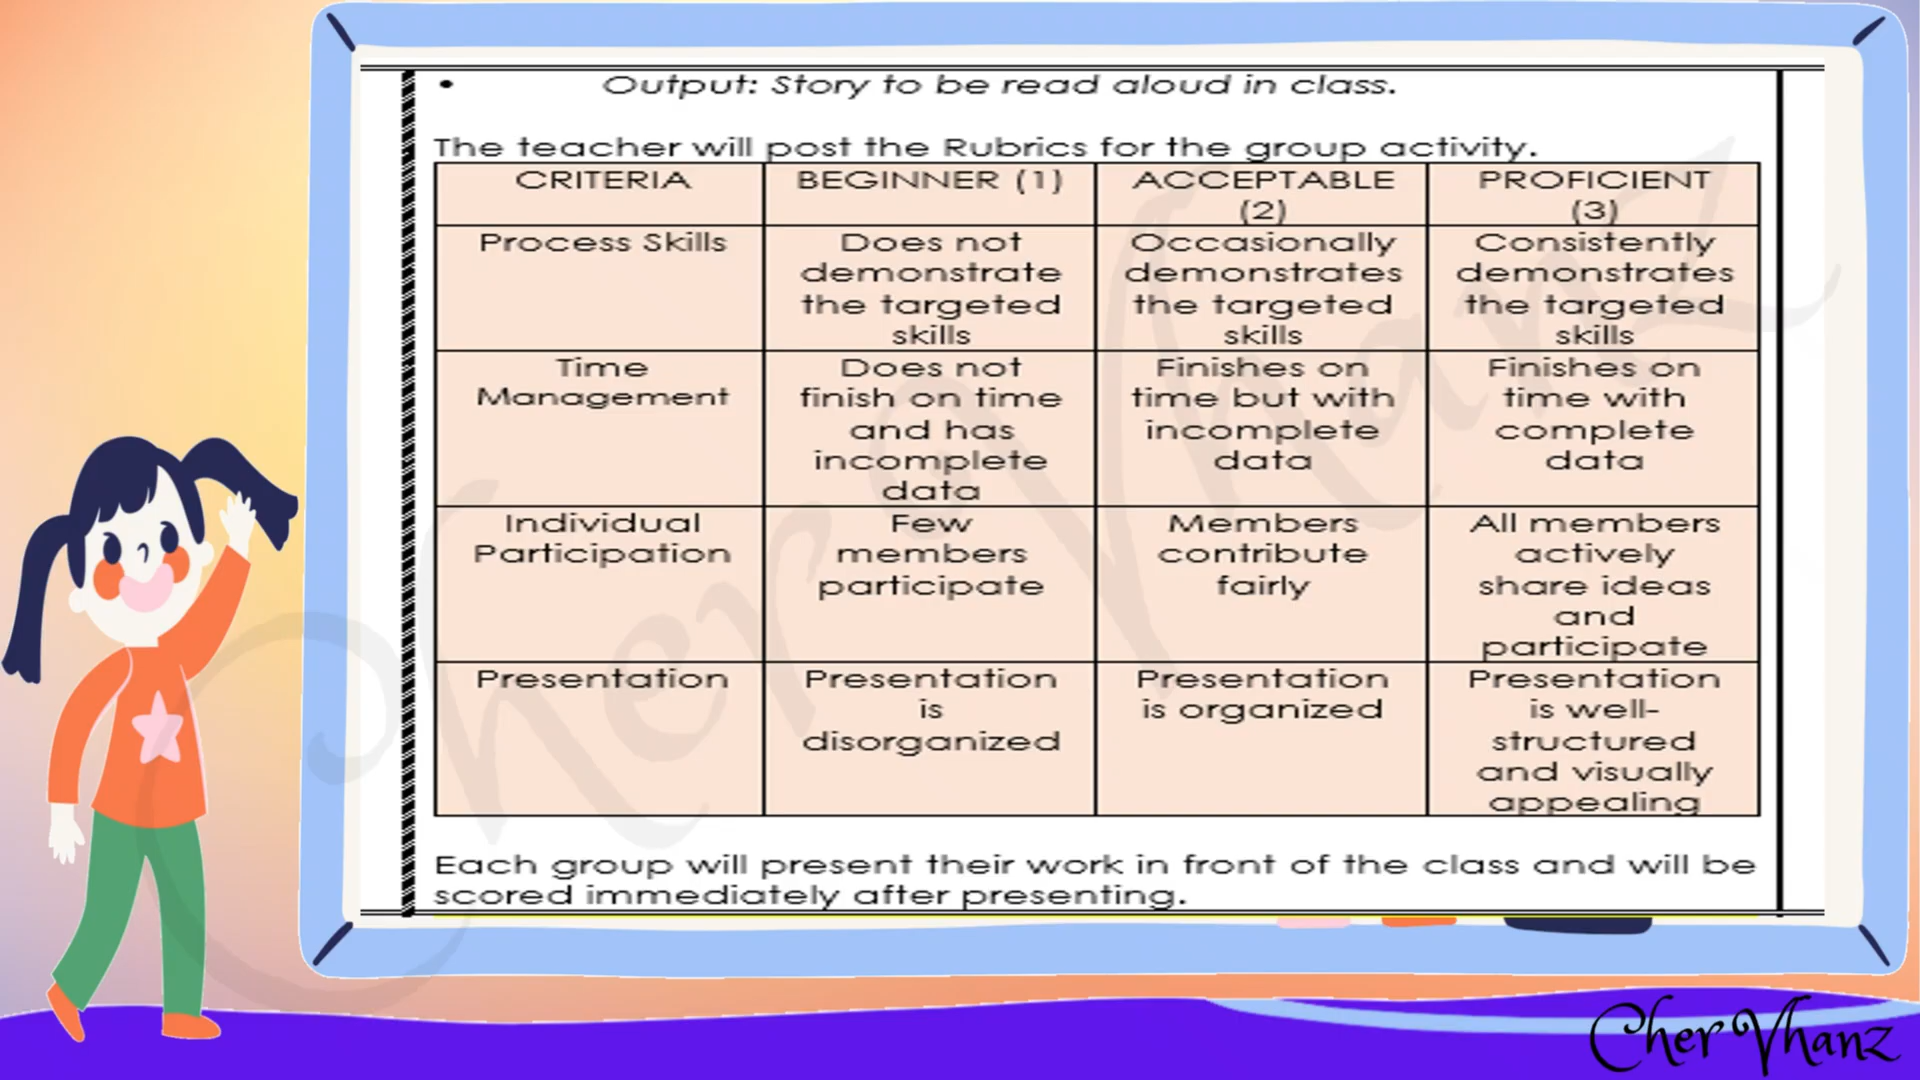 • Output: Story to be read aloud in class.
The teacher will post the Rubrics for the group activity.
CRITERIA
BEGINNER (1)
ACCEPTABLE
(2)
PROFICIENT
(3)
Process Skills
Does not
demonstrate
the targeted
skills
Occasionally
demonstrates
the targeted
skills
Consistently
demonstrates
the targeted
skills
Time
Management
Does not
finish on time
and has
incomplete
data
Finishes on
time but with
incomplete
data
Finishes on
time with
complete
data
Individual
Participation
Few
members
participate
Members
contribute
fairly
All members
actively
share ideas
and
participate
Presentation
Presentation
is
disorganized
Presentation
is organized
Presentation
is well-
structured
and visually
appealing
Each group will present their work in front of the class and will be
scored immediately after presenting.
Cher Vhanz
Cher Vhanz